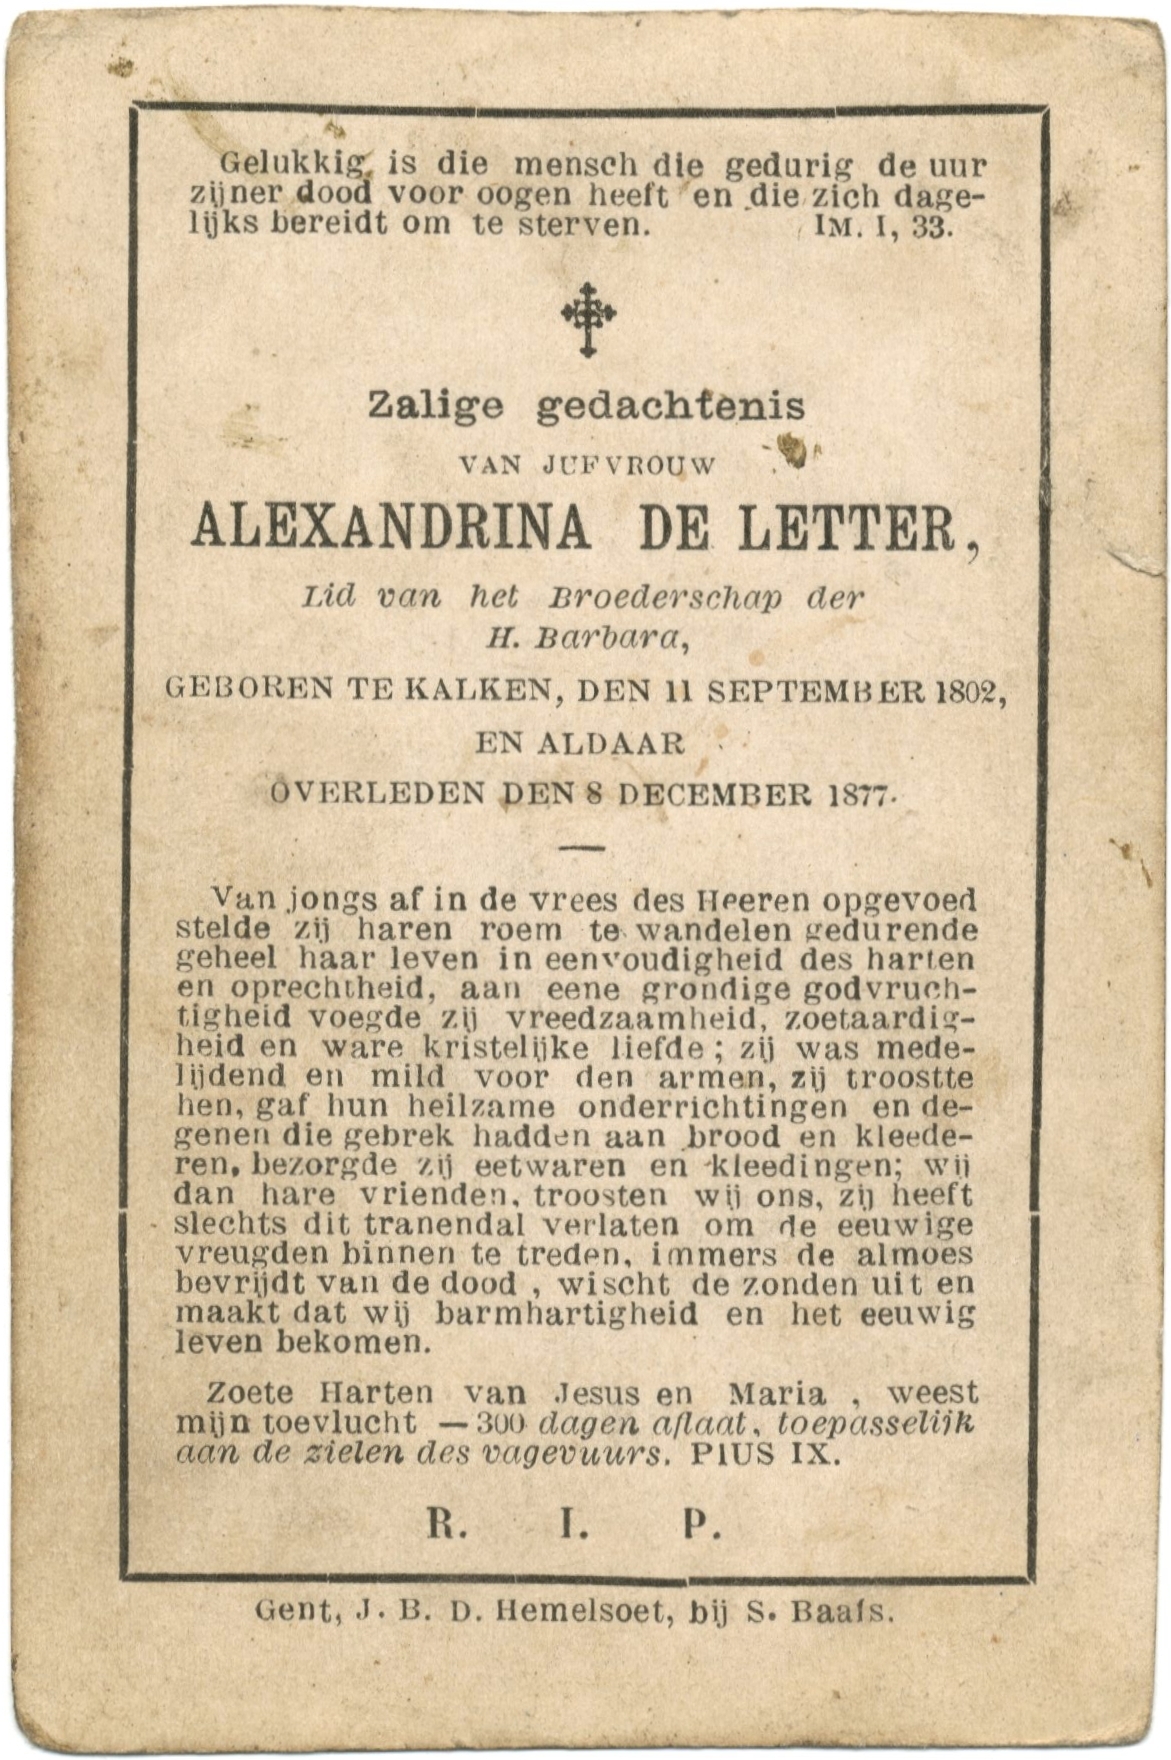 Gelukkig is die mensch die gedurig de uur
zijner dood voor oogen heeft en die zich dage-
lijks bereidt om te sterven. IM. I, 33.
Zalige gedachtenis
VAN JUFVROUW
ALEXANDRINA DE LETTER,
Lid van het Broederschap der
H. Barbara,
GEBOREN TE KALKEN, DEN 11 SEPTEMBER 1802,
EN ALDAAR
OVERLEDEN DEN 8 DECEMBER 1877.
Van jongs af in de vrees des Heeren opgevoed
stelde zij haren roem te wandelen gedurende
geheel haar leven in eenvoudigheid des harten
en oprechtheid, aan eene grondige godvruch-
tigheid voegde zij vreedzaamheid, zoetaardig-
heid en ware kristelijke liefde ; zij was mede-
lijdend en mild voor den armen, zij troostte
hen, gaf hun heilzame onderrichtingen en de-
genen die gebrek hadden aan brood en kleede-
ren, bezorgde zij eetwaren en kleedingen; wij
dan hare vrienden, troosten wij ons, zij heeft
slechts dit tranendal verlaten om de eeuwige
vreugden binnen te treden, immers de almoes
bevrijdt van de dood , wischt de zonden uit en
maakt dat wij barmhartigheid en het eeuwig
leven bekomen.
Zoete Harten van Jesus en Maria , weest
mijn toevlucht — 300 dagen aflaat, toepasselijk
aan de zielen des vagevuurs. PIUS IX.
R. I. P.
Gent, J. B. D. Hemelsoet, bij S. Baafs.